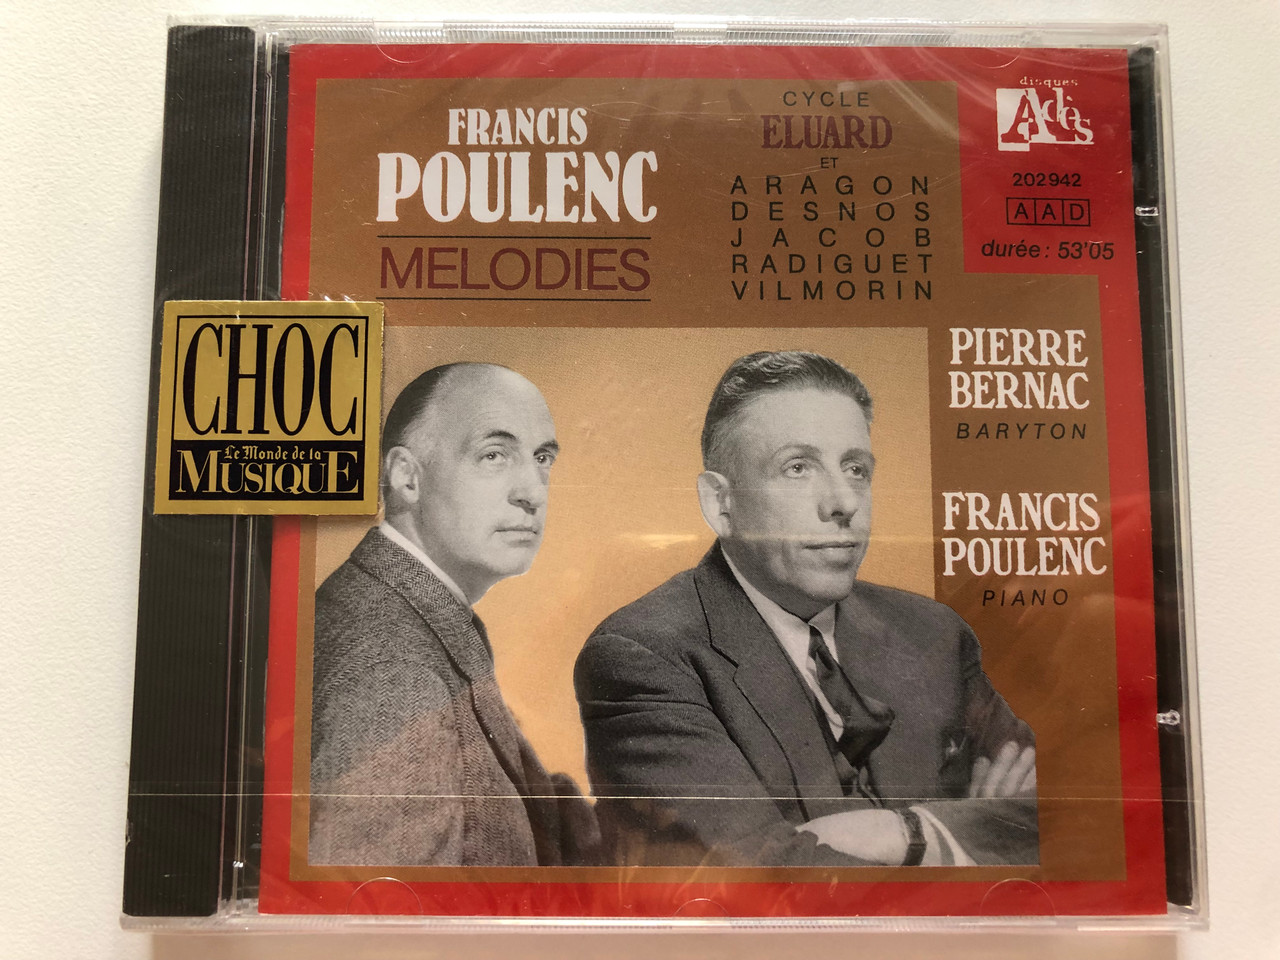 FRANCIS
POULENC
MELODIES
CYCLE
ELUARD
ET
ARAGON
DESNOS
JACOB
RADIGUET
VILMORIN
disques
Adès
202942
AAD
durée : 53'05
CHOC
Le Monde de la
MUSIQUE
PIERRE
BERNAC
BARYTON
FRANCIS
POULENC
PIANO